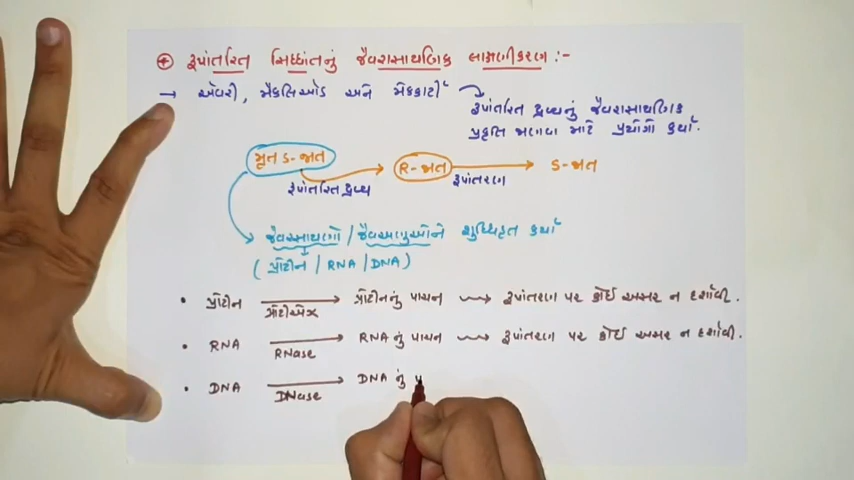 રૂપાંતરિત સિધ્ધાંતનું જૈવરાસાયણિક લાક્ષણીકરણ :-
→ એવરી, મૈકલિઓડ અને મેકકાર્ટી
રૂપાંતરિત દ્રવ્યનું જૈવરાસાયણિક
પ્રકૃતિ જાણવા માટે પ્રયોગો કર્યા.
મૃત S-જાત
રૂપાંતરિત દ્રવ્ય
R-જાત
રૂપાંતરણ
S-જાત
જૈવરસાયણો / જૈવઅણુઓને શુધ્ધિકૃત કર્યા
(પ્રોટીન / RNA / DNA)
• પ્રોટીન પ્રોટીએઝ પ્રોટીનનું પાચન રૂપાંતરણ પર કોઈ અસર ન દર્શાવી.
• RNA RNase RNA નું પાચન રૂપાંતરણ પર કોઈ અસર ન દર્શાવી.
• DNA DNase DNA નું પ